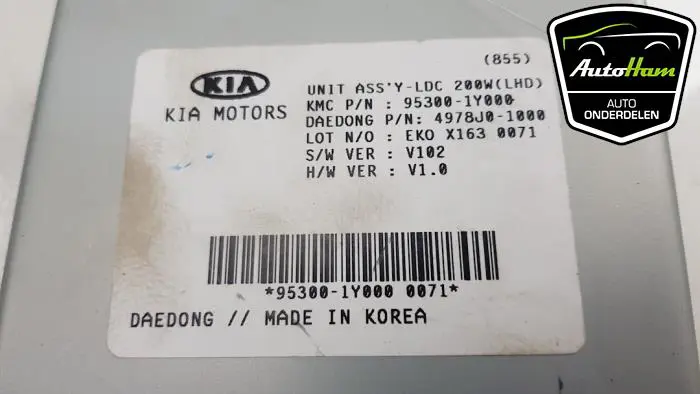 (855)
KIA
KIA MOTORS
UNIT ASS'Y-LDC 200W(LHD)
KMC P/N : 95300-1Y000
DAEDONG P/N: 4978J0-1000
LOT N/O : EKO X163 0071
S/W VER : V102
H/W VER : V1.0
*95300-1Y000 0071*
DAEDONG // MADE IN KOREA
AutoHam
AUTO
ONDERDELEN